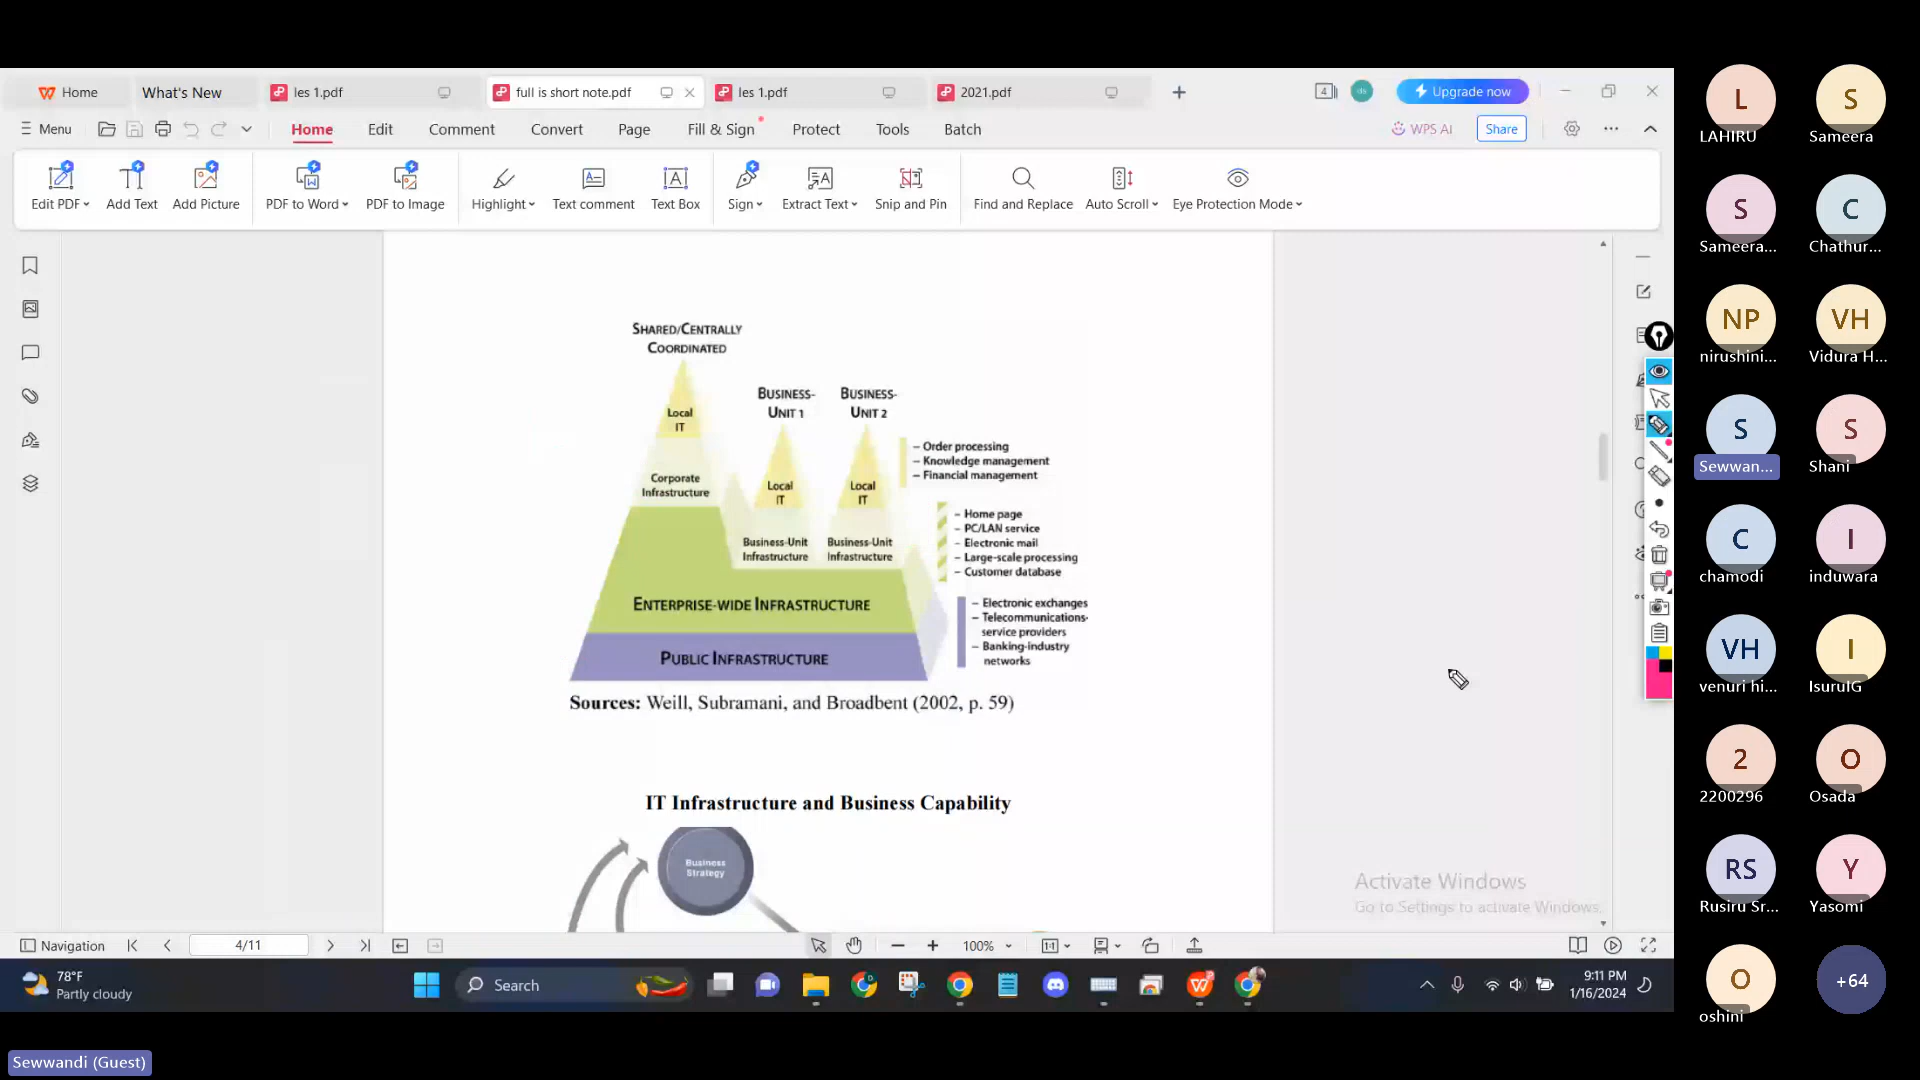 Home
What's New
les 1.pdf
full is short note.pdf
les 1.pdf
2021.pdf
4
Upgrade now
Menu
Home
Edit
Comment
Convert
Page
Fill & Sign
Protect
Tools
Batch
WPS AI
Share
Edit PDF
Add Text
Add Picture
PDF to Word
PDF to Image
Highlight
Text comment
Text Box
Sign
Extract Text
Snip and Pin
Find and Replace
Auto Scroll
Eye Protection Mode
SHARED/CENTRALLY
COORDINATED
BUSINESS-
UNIT 1
BUSINESS-
UNIT 2
Local
IT
Corporate
Infrastructure
Local
IT
Local
IT
Business-Unit
Infrastructure
Business-Unit
Infrastructure
– Order processing
– Knowledge management
– Financial management
– Home page
– PC/LAN service
– Electronic mail
– Large-scale processing
– Customer database
– Electronic exchanges
– Telecommunications-
service providers
– Banking-industry
networks
ENTERPRISE-WIDE INFRASTRUCTURE
PUBLIC INFRASTRUCTURE
Sources: Weill, Subramani, and Broadbent (2002, p. 59)
IT Infrastructure and Business Capability
Business
Strategy
Activate Windows
Go to Settings to activate Windows.
Navigation
4/11
100%
78°F
Partly cloudy
Search
9:11 PM
1/16/2024
L
LAHIRU
S
Sameera
S
Sameera...
C
Chathur...
NP
nirushini...
VH
Vidura H...
S
Sewwan...
S
Shani
C
chamodi
I
induwara
VH
venuri hi...
I
IsuruIG
2
2200296
O
Osada
RS
Rusiru Sr...
Y
Yasomi
O
oshini
+64
Sewwandi (Guest)